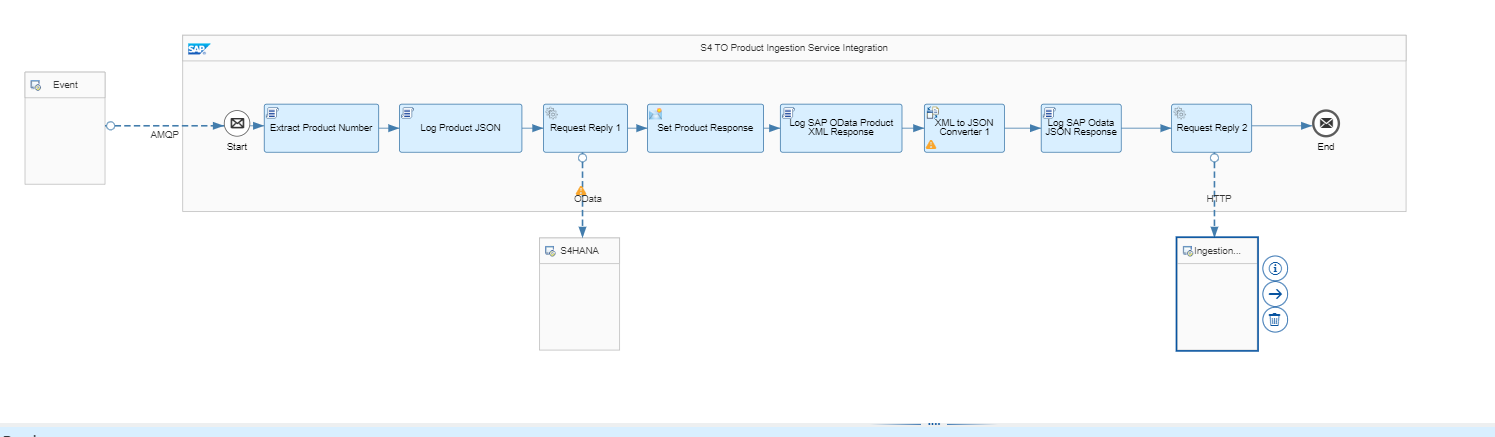 SAP
S4 TO Product Ingestion Service Integration
Event
AMQP
Start
Extract Product Number
Log Product JSON
Request Reply 1
Set Product Response
Log SAP OData Product
XML Response
XML to JSON
Converter 1
Log SAP Odata
JSON Response
Request Reply 2
End
OData
HTTP
S4HANA
Ingestion...